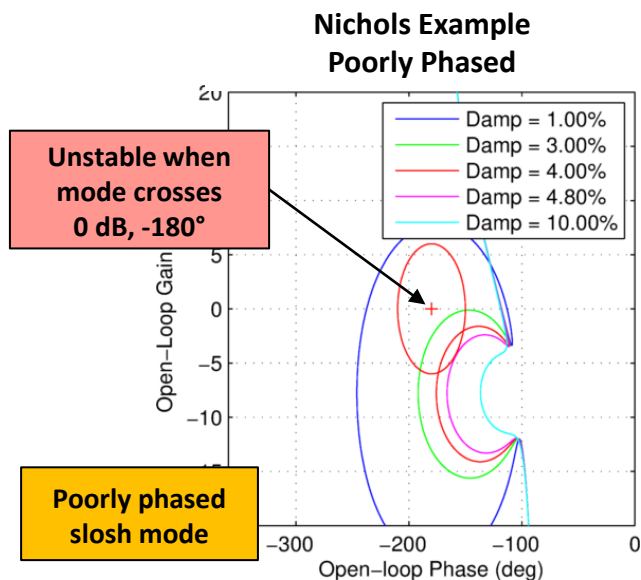 Nichols Example
Poorly Phased
20
Damp = 1.00%
Damp = 3.00%
Damp = 4.00%
Damp = 4.80%
Damp = 10.00%
Unstable when
mode crosses
0 dB, -180°
5
0
−5
−10
Open−Loop Gain
Poorly phased
slosh mode
−300
−200
−100
0
Open−loop Phase (deg)